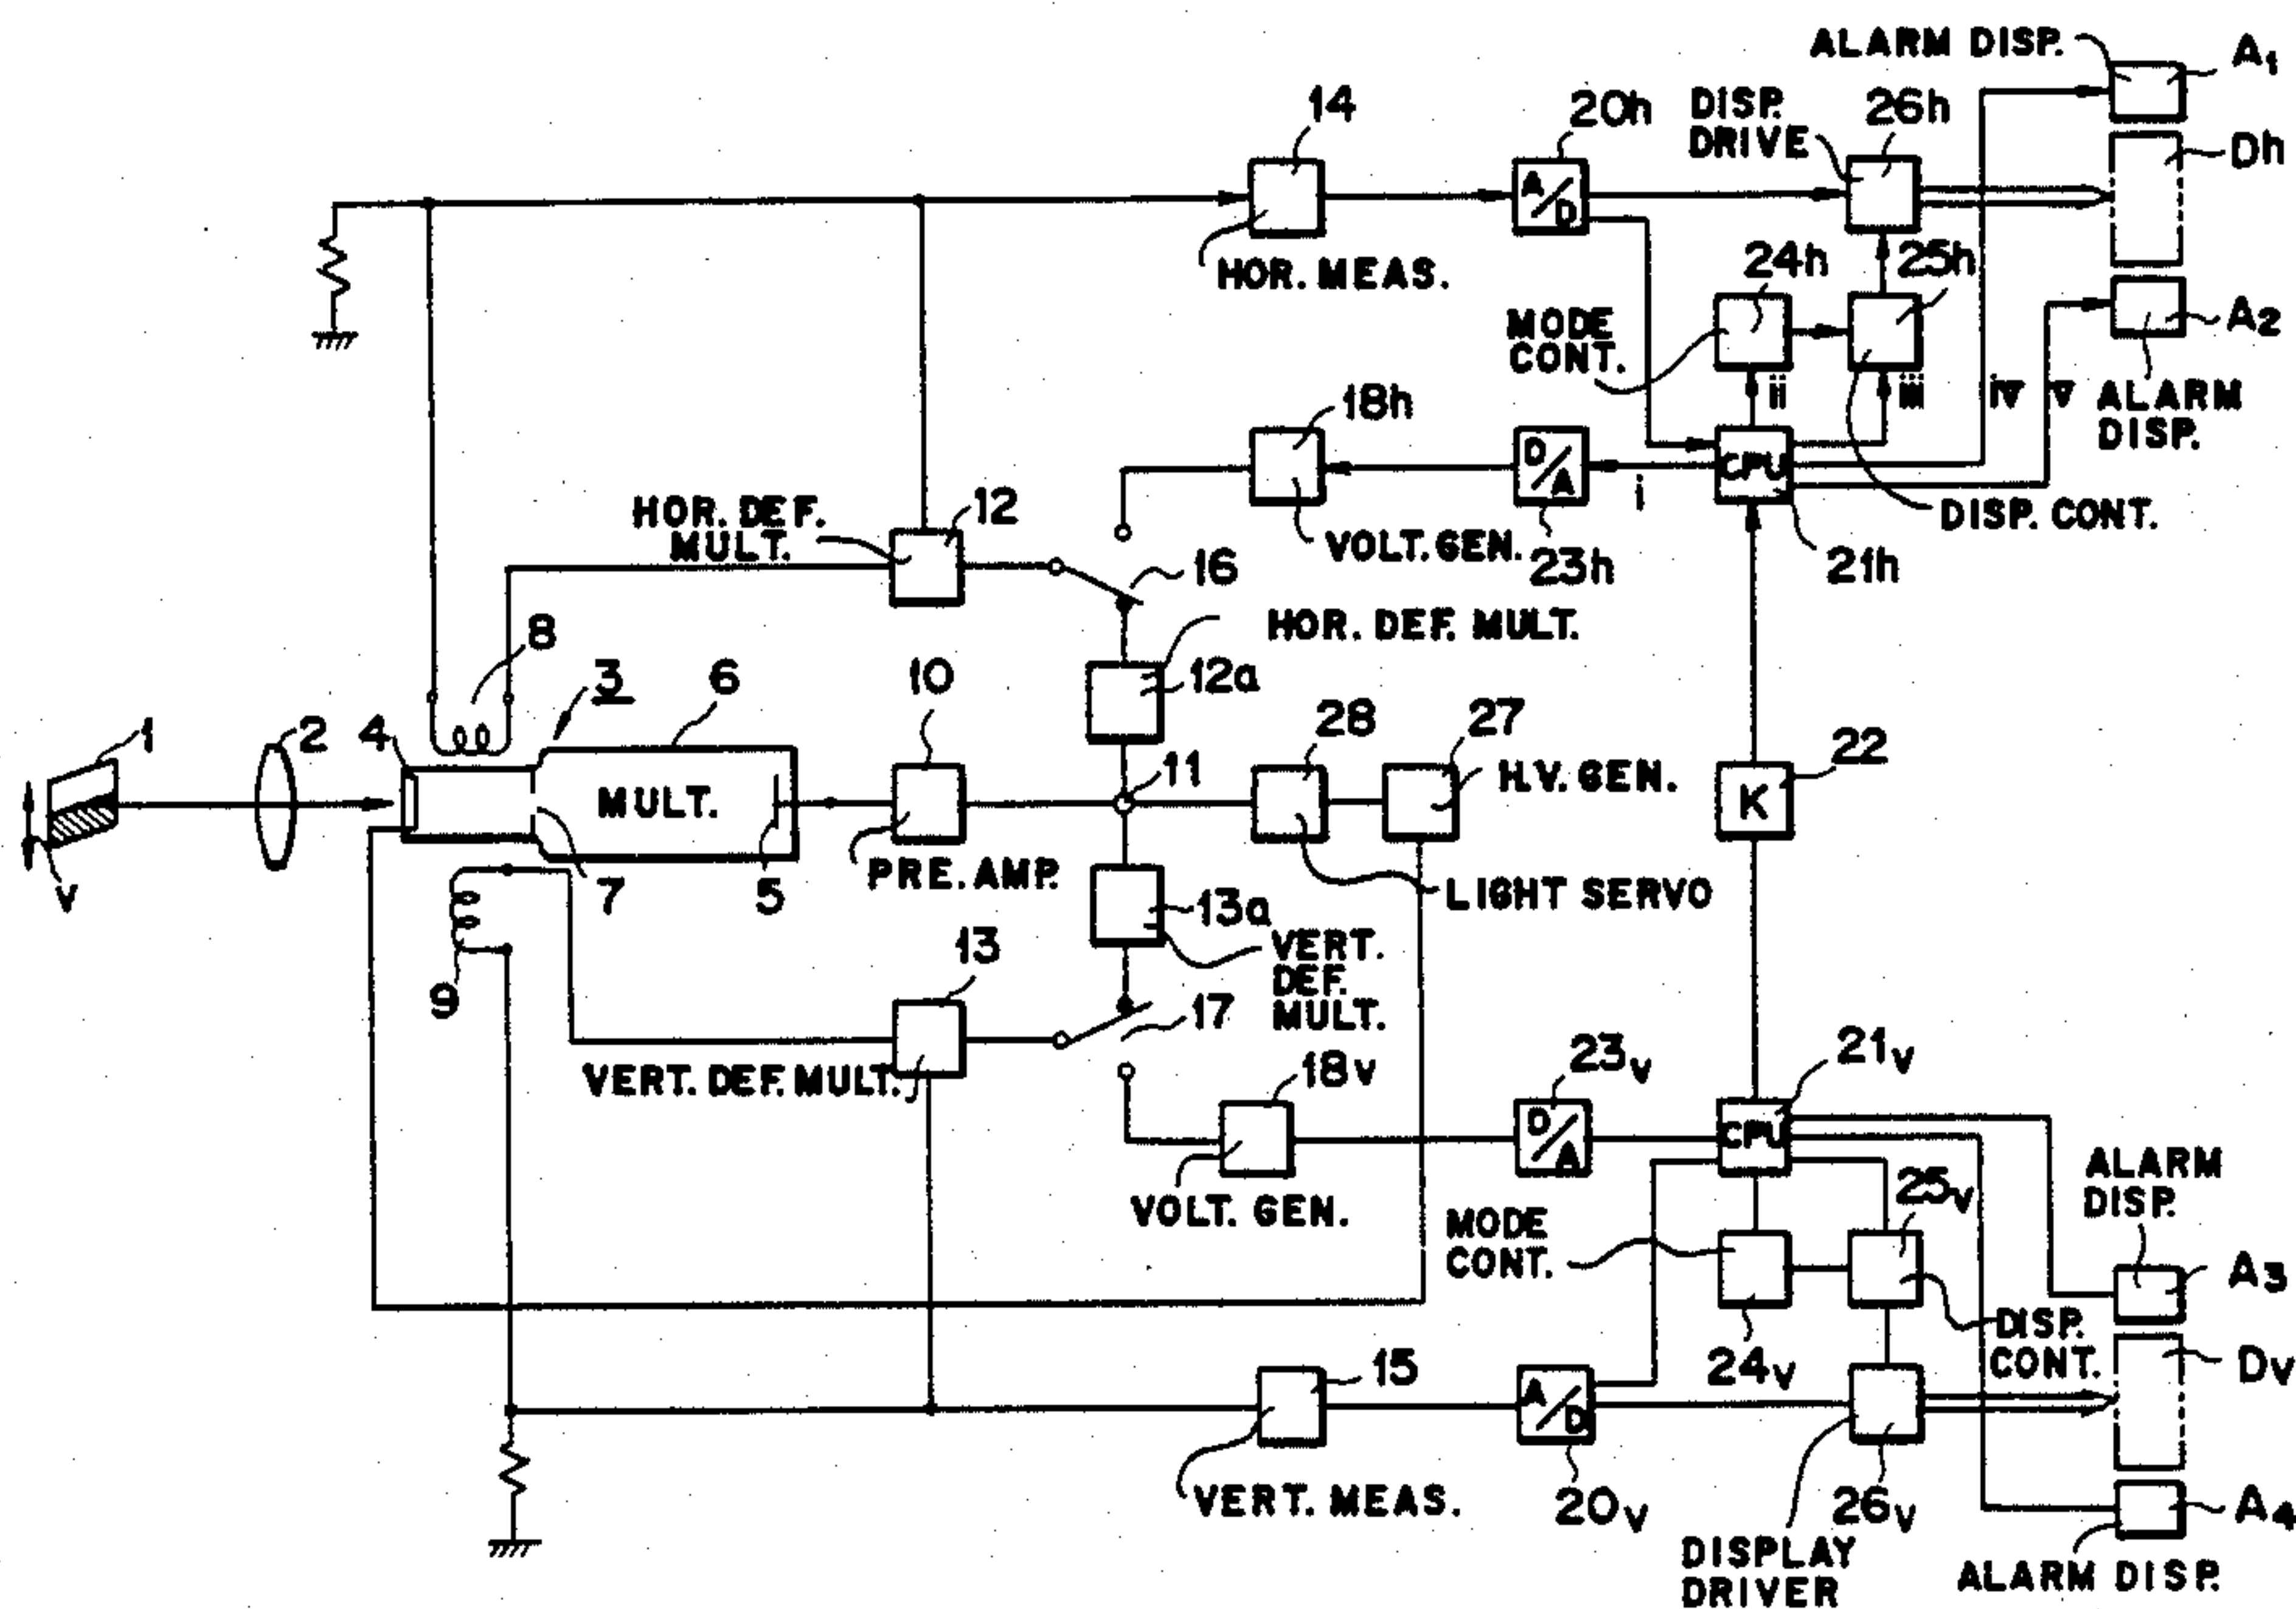 ALARM DISP.
A1
14
20h
DISP.
DRIVE
26h
A/D
Dh
HOR. MEAS.
24h
25h
MODE
CONT.
A2
ii
iii
iv
v
ALARM
DISP.
18h
D/A
CPU
i
HOR. DEF.
MULT.
12
VOLT. GEN.
23h
DISP. CONT.
21h
16
8
HOR. DEF. MULT.
3
6
10
12a
1
2
4
28
27
11
H.V. GEN.
22
MULT.
K
V
7
5
PRE. AMP.
13a
LIGHT SERVO
9
13
VERT.
DEF.
MULT.
17
VERT. DEF. MULT.
18v
23v
21v
D/A
CPU
VOLT. GEN.
MODE
CONT.
25v
ALARM
DISP.
A3
24v
DISP.
CONT.
15
A/D
Dv
VERT. MEAS.
20v
26v
A4
DISPLAY
DRIVER
ALARM DISP.